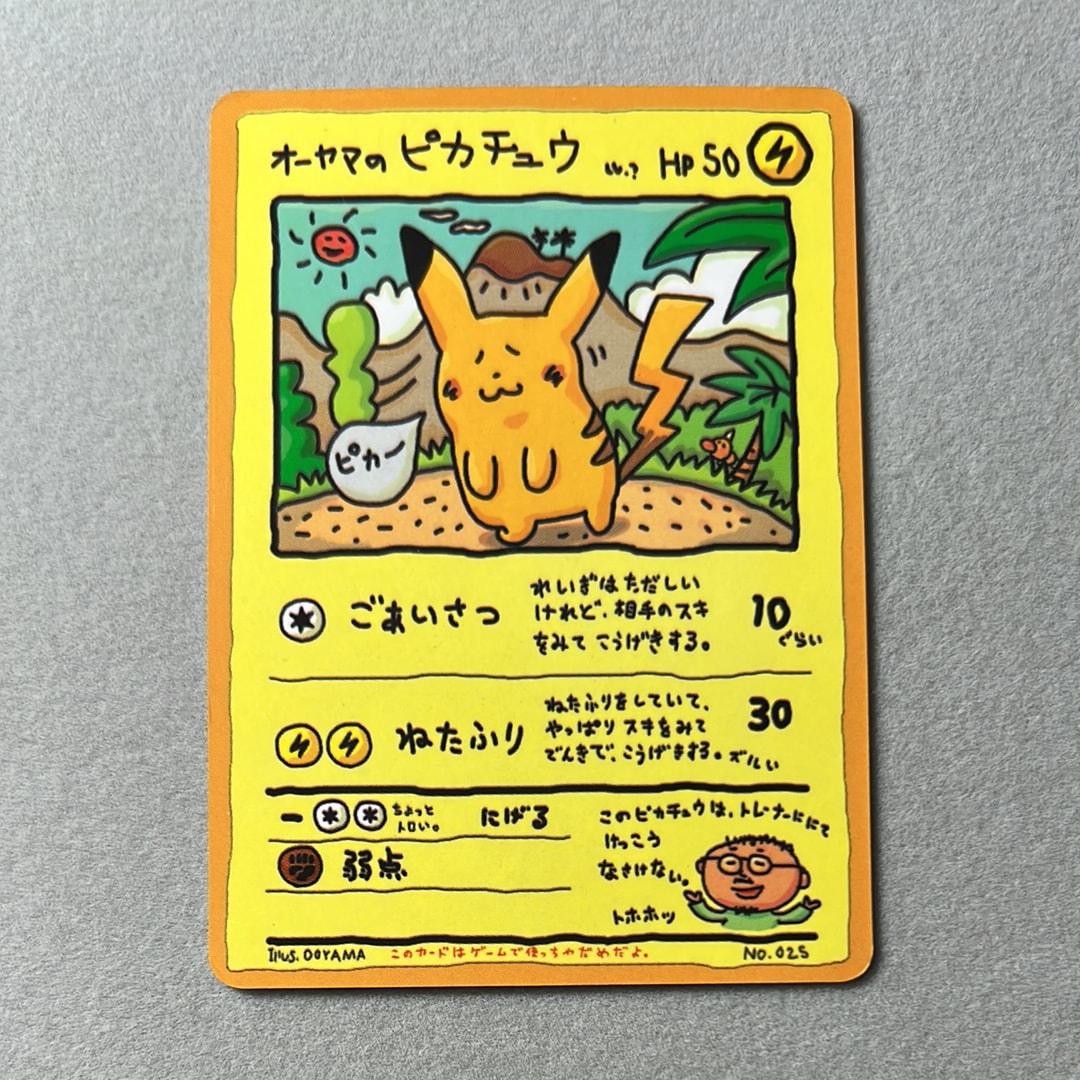 オーヤマの ピカチュウ LV.? HP 50
ピカー
ごあいさつ
れいぎは ただしい
けれど、相手のスキ
をみて こうげきする。
10
ぐらい
ねたふり
ねたふりをしていて、
やっぱり スキをみて
でんきで、こうげきする。ズルい
30
ー
ちょっと
トロい。
にげる
弱点
このピカチュウは、トレーナーににて
けっこう
なさけない。
トホホッ
Illus. OOYAMA このカードはゲームで使っちゃだめだよ。 NO. 025